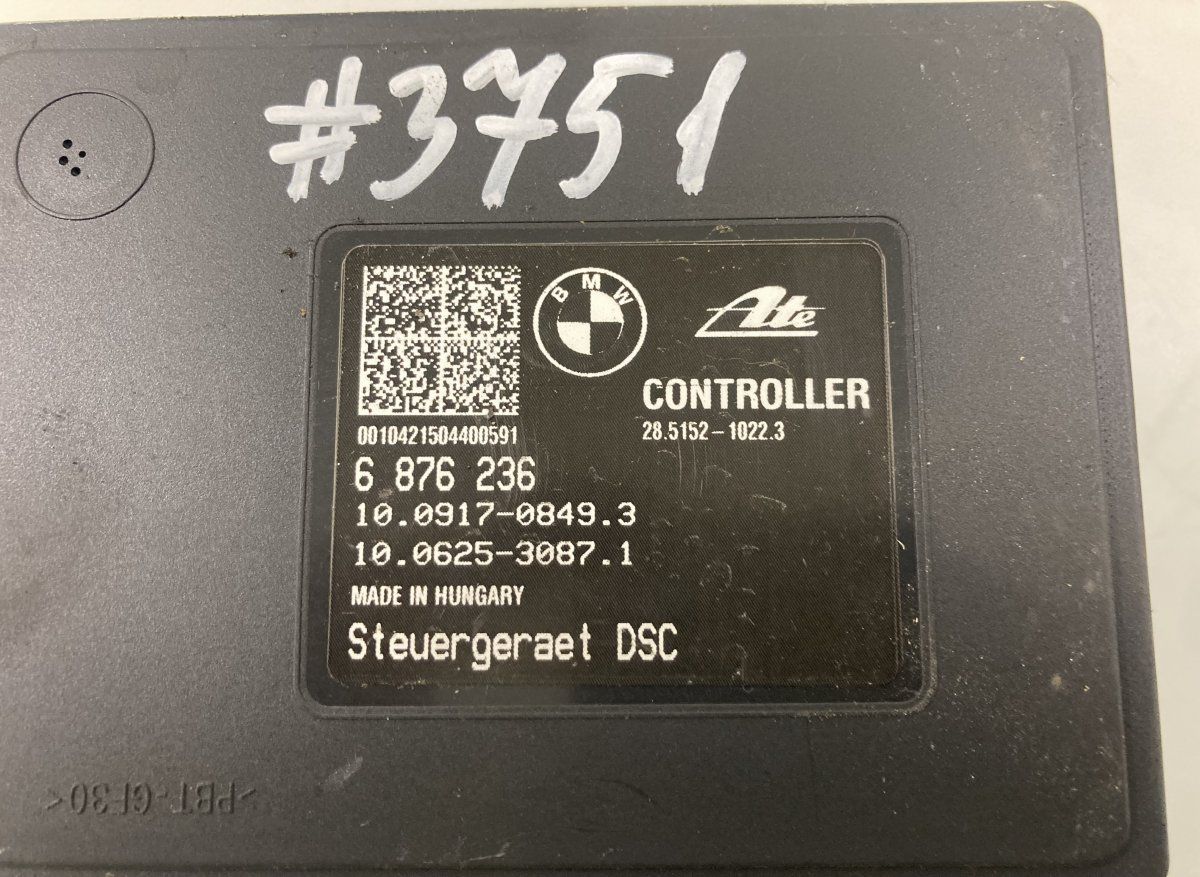 #3751
BMW
Ate
CONTROLLER
28.5152-1022.3
0010421504400591
6 876 236
10.0917-0849.3
10.0625-3087.1
MADE IN HUNGARY
Steuergeraet DSC
>PBT-GF30<